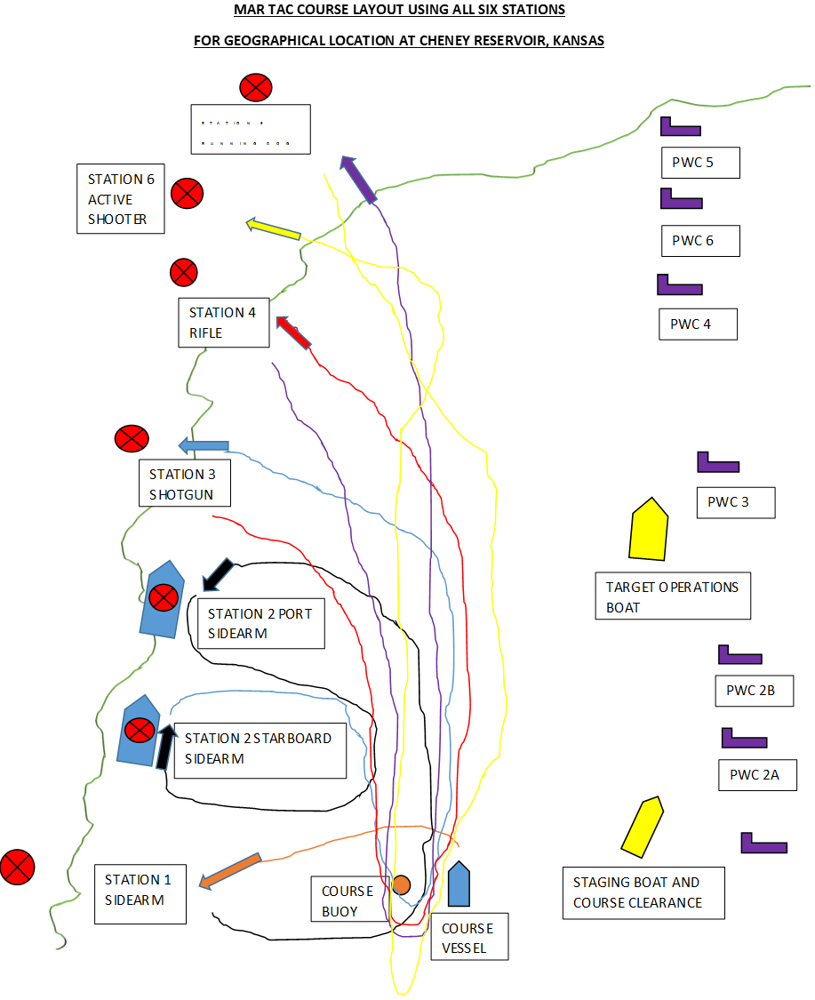 MAR TAC COURSE LAYOUT USING ALL SIX STATIONS
FOR GEOGRAPHICAL LOCATION AT CHENEY RESERVOIR, KANSAS
STATION 5
RUNNING DOG
PWC 5
STATION 6
ACTIVE
SHOOTER
PWC 6
STATION 4
RIFLE
PWC 4
STATION 3
SHOTGUN
PWC 3
TARGET OPERATIONS
BOAT
STATION 2 PORT
SIDEARM
PWC 2B
STATION 2 STARBOARD
SIDEARM
PWC 2A
STATION 1
SIDEARM
COURSE
BUOY
STAGING BOAT AND
COURSE CLEARANCE
COURSE
VESSEL